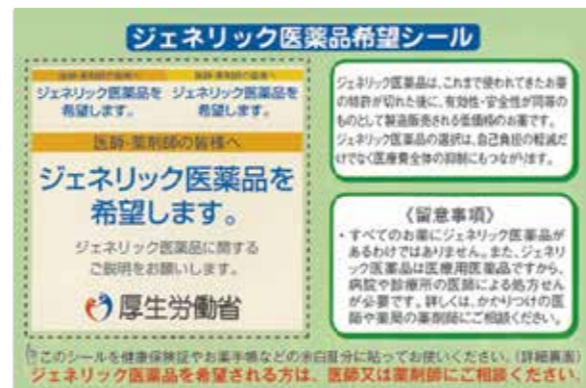 ジェネリック医薬品希望シール
医師・薬剤師の皆様へ 医師・薬剤師の皆様へ
ジェネリック医薬品を ジェネリック医薬品を
希望します。 希望します。
医師・薬剤師の皆様へ
ジェネリック医薬品を
希望します。
ジェネリック医薬品に関する
ご説明をお願いします。
厚生労働省
ジェネリック医薬品は、これまで使われてきたお薬
の特許が切れた後に、有効性・安全性が同等の
ものとして製造販売される低価格のお薬です。
ジェネリック医薬品の選択は、自己負担の軽減だ
けでなく医療費全体の抑制にもつながります。
《留意事項》
・すべてのお薬にジェネリック医薬品が
あるわけではありません。また、ジェネリ
ック医薬品は医療用医薬品ですから、
病院や診療所の医師による処方せん
が必要です。詳しくは、かかりつけの医
師や薬局の薬剤師にご相談ください。
このシールを健康保険証やお薬手帳などの余白部分に貼ってお使いください。(詳細裏面)
ジェネリック医薬品を希望される方は、医師又は薬剤師にご相談ください